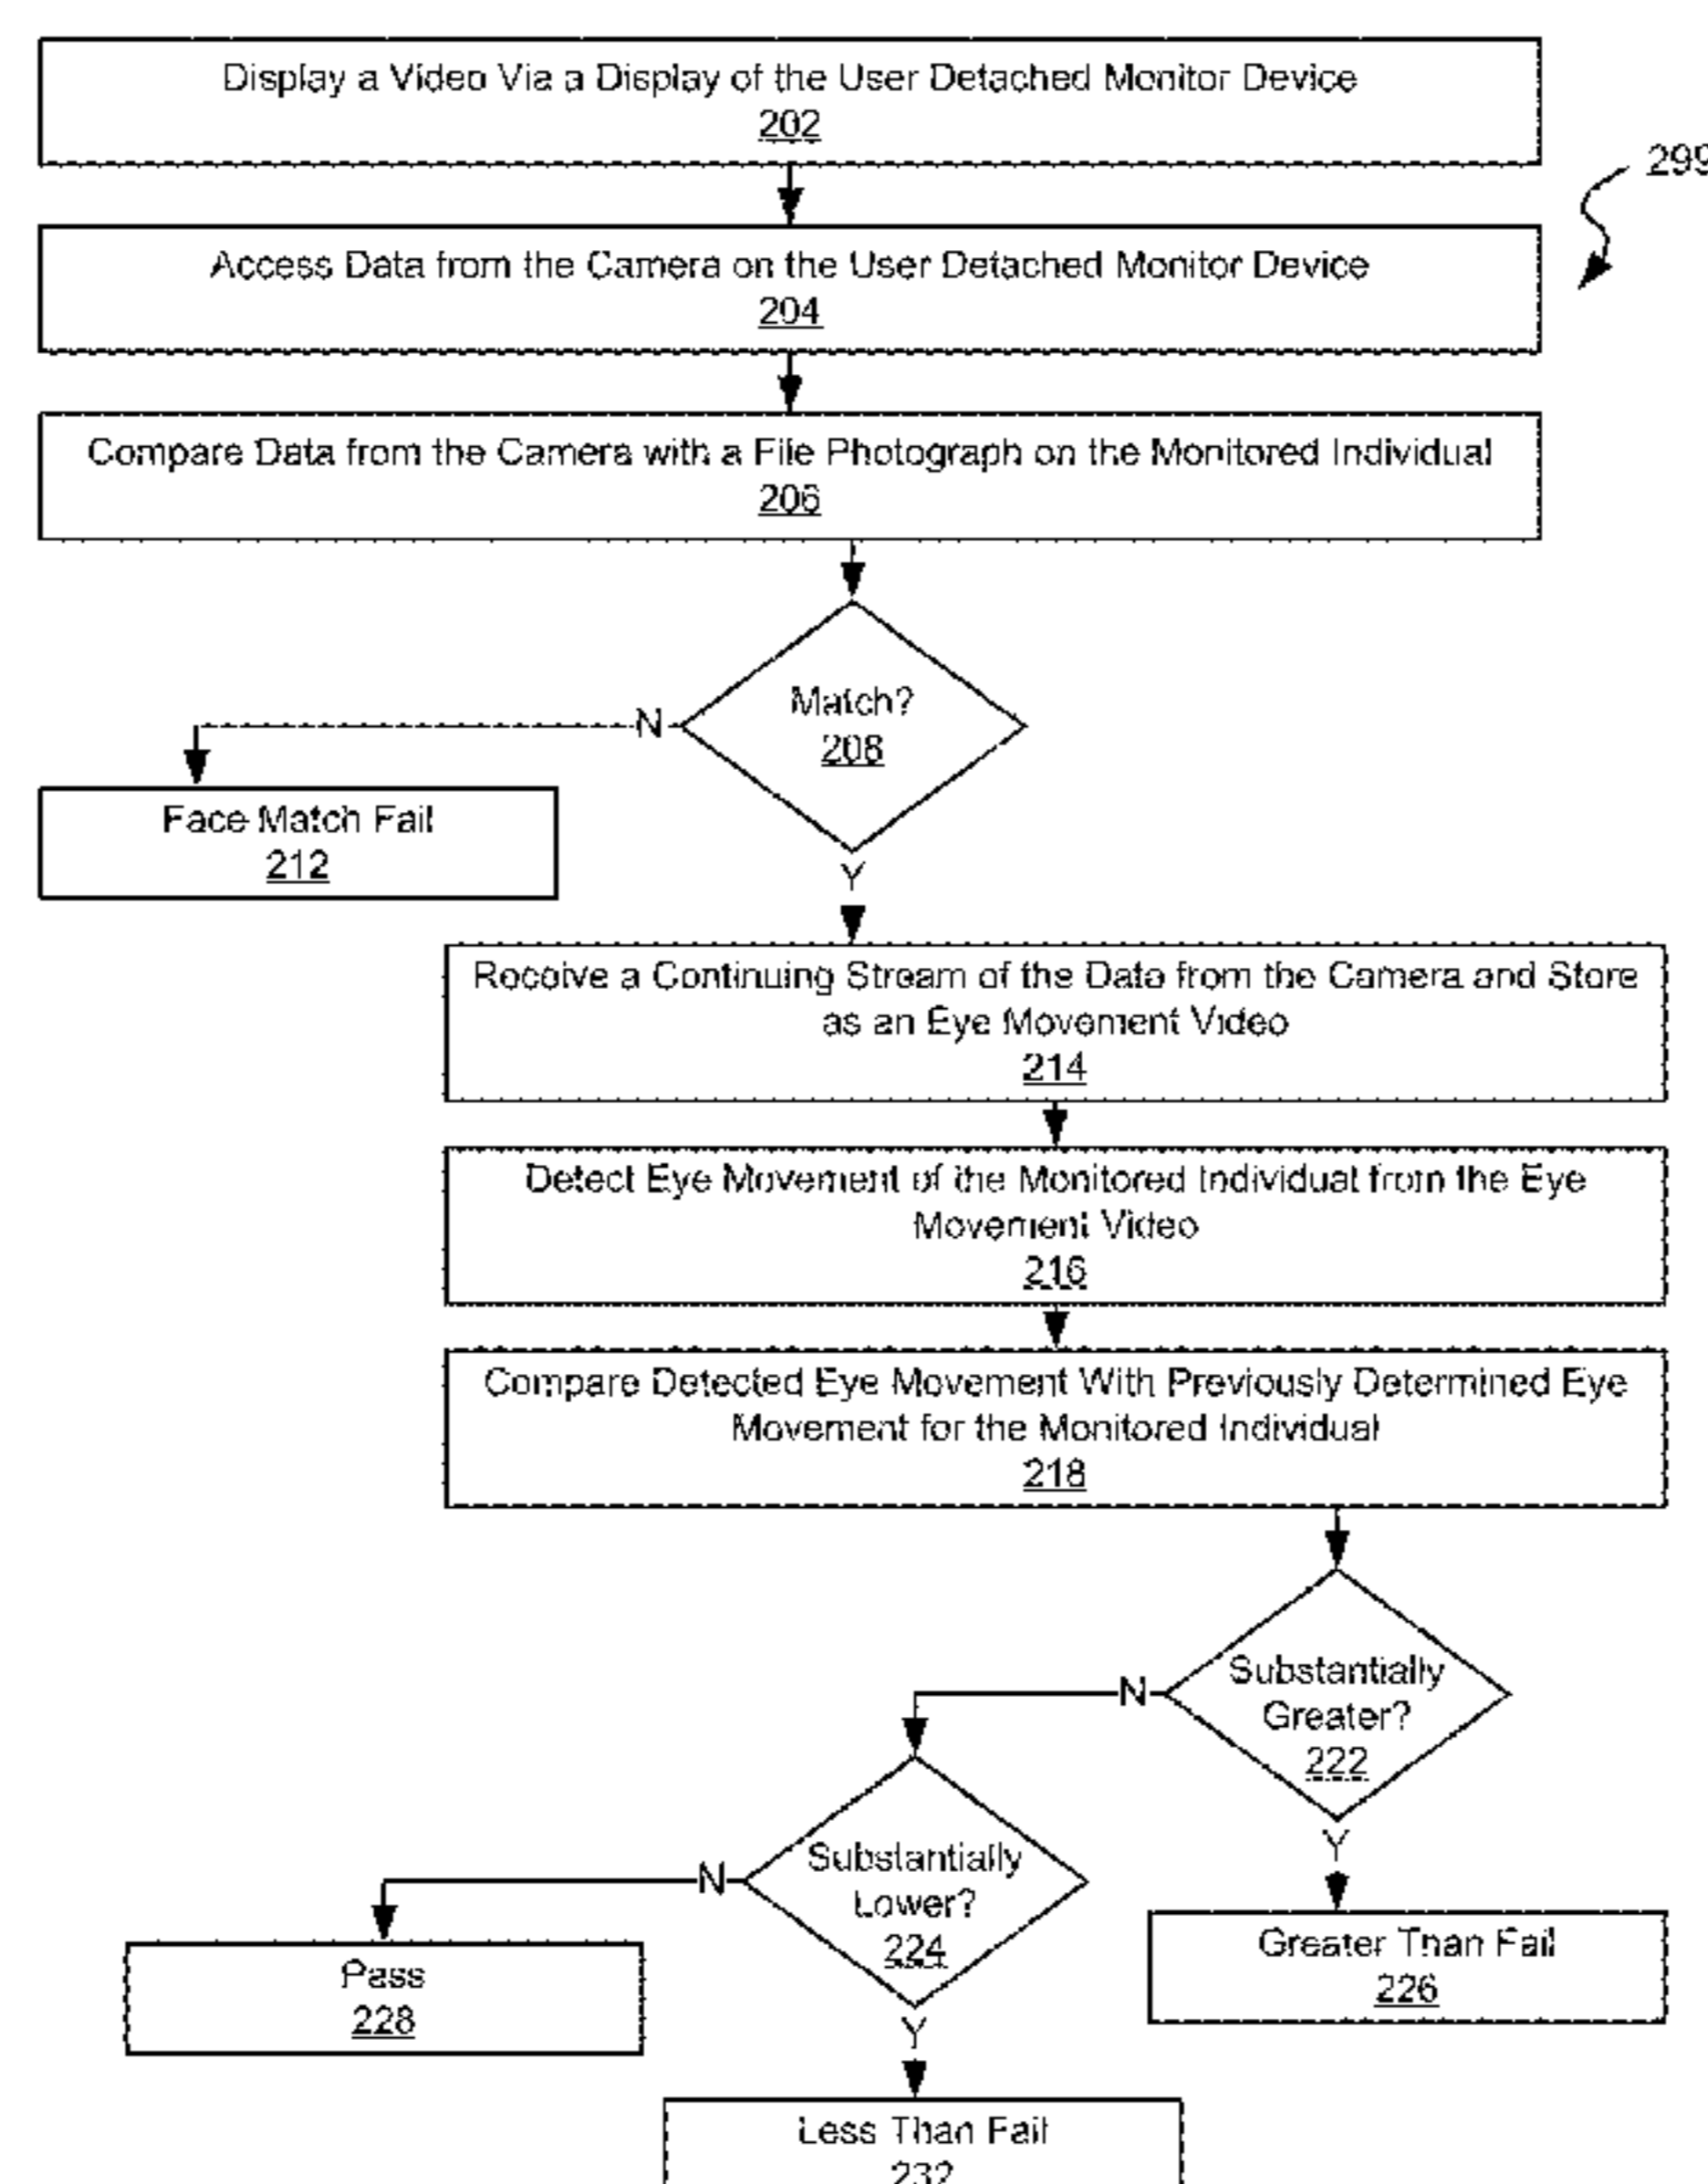 Display a Video Via a Display of the User Detached Monitor Device
202
299
Access Data from the Camera on the User Detached Monitor Device
204
Compare Data from the Camera with a File Photograph on the Monitored Individual
206
Match?
208
N
Face Match Fail
212
Y
Receive a Continuing Stream of the Data from the Camera and Store
as an Eye Movement Video
214
Detect Eye Movement of the Monitored Individual from the Eye
Movement Video
216
Compare Detected Eye Movement With Previously Determined Eye
Movement for the Monitored Individual
218
Substantially
Greater?
222
N
Y
Substantially
Lower?
224
N
Greater Than Fail
226
Pass
228
Y
Less Than Fail
232